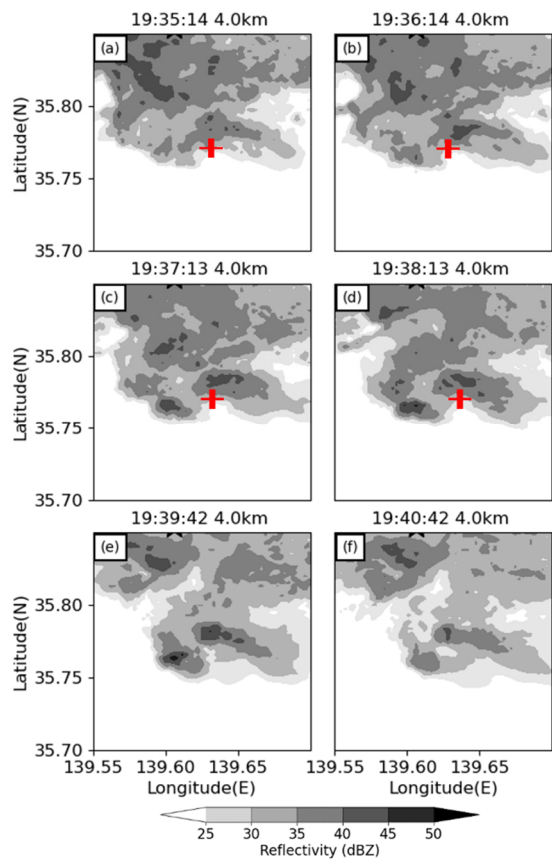 19:35:14 4.0km
19:36:14 4.0km
(a)
(b)
Latitude(N)
35.80
35.75
35.70
19:37:13 4.0km
19:38:13 4.0km
(c)
(d)
Latitude(N)
35.80
35.75
35.70
19:39:42 4.0km
19:40:42 4.0km
(e)
(f)
Latitude(N)
35.80
35.75
35.70
139.55 139.60 139.65 139.55 139.60 139.65
Longitude(E) Longitude(E)
25 30 35 40 45 50
Reflectivity (dBZ)